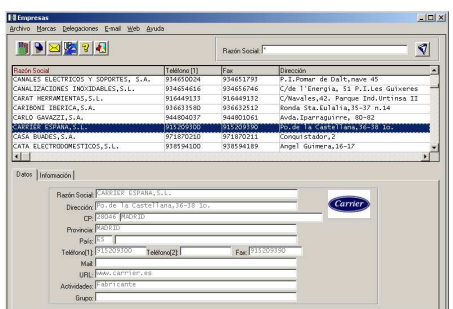 Empresas
Archivo Marcas Delegaciones E-mail Web Ayuda
Razón Social: *
Razón Social Teléfono [1] Fax Dirección
CANALES ELECTRICOS Y SOPORTES, S.A. 934650024 934651793 P.I.Pomar de Dalt,nave 45
CANALIZACIONES INOXIDABLES,S.L. 934654616 934656746 C/de l'Energia, 51 P.I.Les Guixeres
CARAT HERRAMIENTAS,S.L. 916449133 916449132 C/Navales,42. Parque Ind.Urtinsa II
CARIBONI IBERICA,S.A. 936633580 936632512 Ronda Sta.Eulalia,35-37 n.14
CARLO GAVAZZI,S.A. 944804037 944801061 Avda.Iparraguirre, 80-82
CARRIER ESPANA,S.L. 915209300 915209390 Po.de la Castellana,36-38 1o.
CASA BUADES,S.A. 971870210 971870211 Conquistador,2
CATA ELECTRODOMESTICOS,S.L. 938594100 938594189 Angel Guimera,16-17
Datos Información
Razón Social: CARRIER ESPANA,S.L.
Carrier
Dirección: Po.de la Castellana,36-38 1o.
CP: 28046 MADRID
Provincia: MADRID
País: ES
Teléfono[1]: 915209300 Teléfono[2]: Fax: 915209390
Mail:
URL: www.carrier.es
Actividades: Fabricante
Grupo: